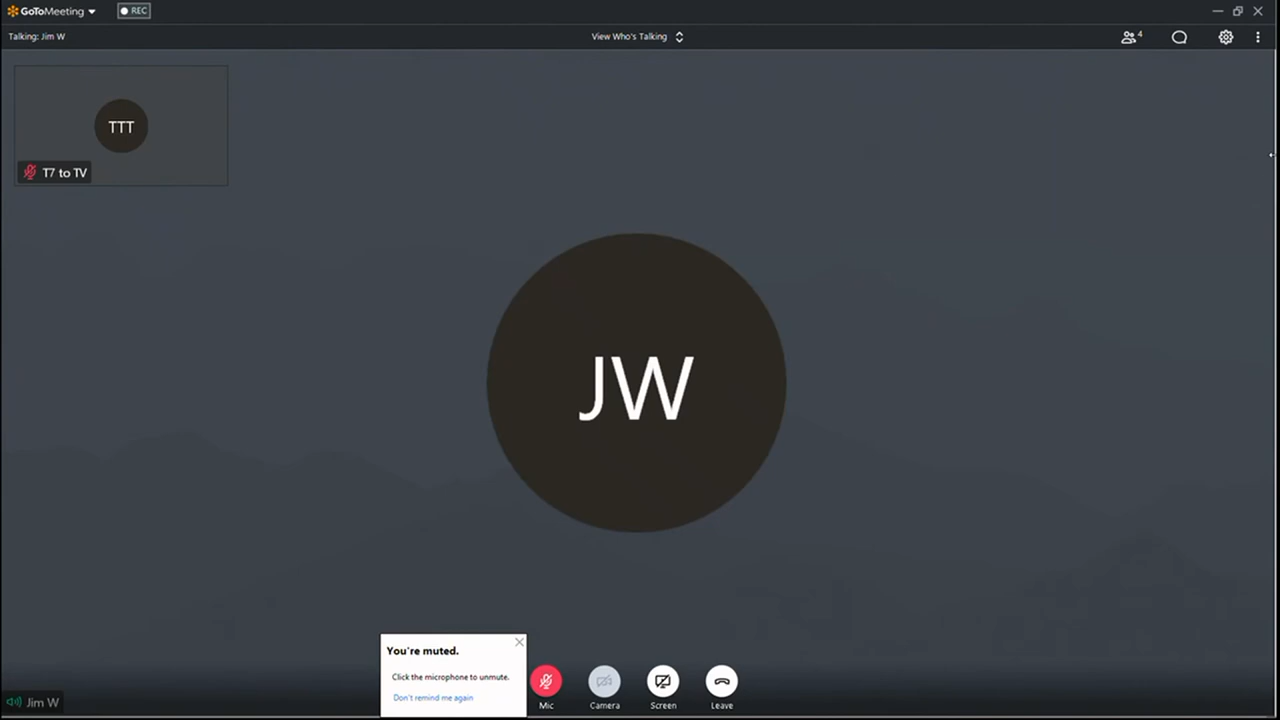 GoToMeeting
REC
Talking: Jim W
View Who's Talking
4
TTT
T7 to TV
JW
You're muted.
Click the microphone to unmute.
Don't remind me again
Mic
Camera
Screen
Leave
Jim W